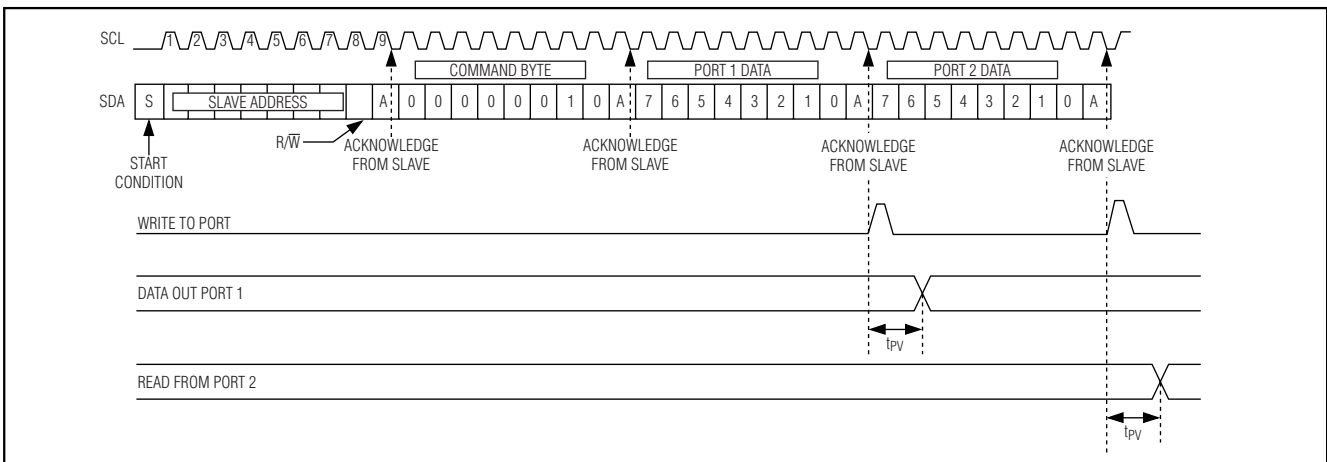 SCL 1 2 3 4 5 6 7 8 9
COMMAND BYTE PORT 1 DATA PORT 2 DATA
SDA S SLAVE ADDRESS A 0 0 0 0 0 0 1 0 A 7 6 5 4 3 2 1 0 A 7 6 5 4 3 2 1 0 A
R/W̅ ACKNOWLEDGE ACKNOWLEDGE ACKNOWLEDGE ACKNOWLEDGE
START FROM SLAVE FROM SLAVE FROM SLAVE FROM SLAVE
CONDITION
WRITE TO PORT
DATA OUT PORT 1
tPV
READ FROM PORT 2
tPV